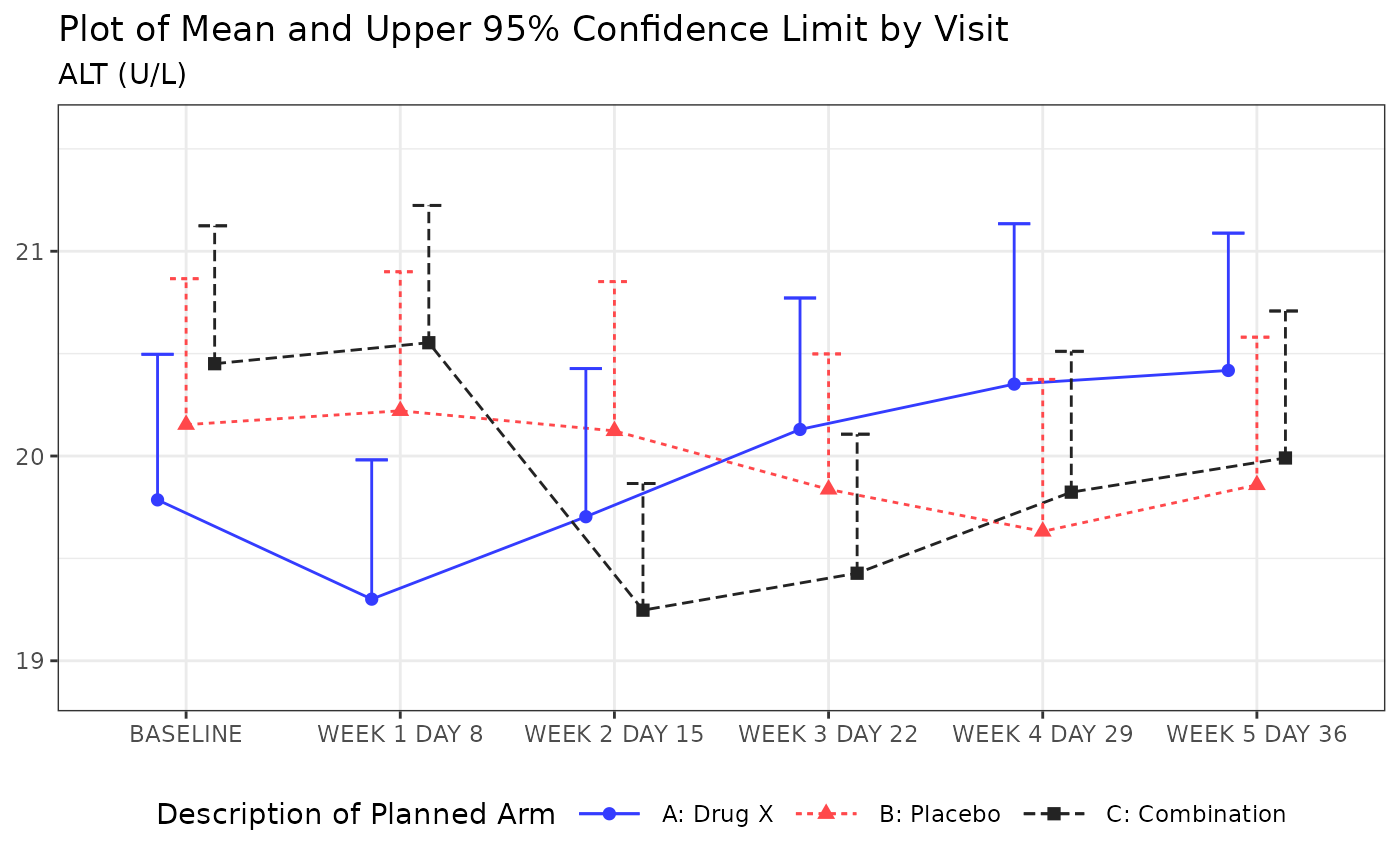 Plot of Mean and Upper 95% Confidence Limit by Visit
ALT (U/L)
21
20
19
BASELINE WEEK 1 DAY 8 WEEK 2 DAY 15 WEEK 3 DAY 22 WEEK 4 DAY 29 WEEK 5 DAY 36
Description of Planned Arm A: Drug X B: Placebo C: Combination